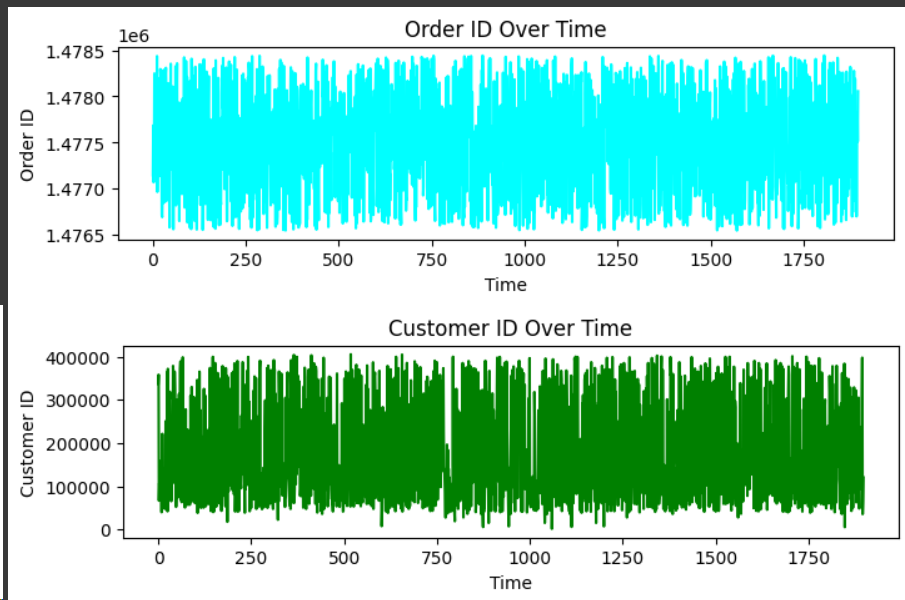 Order ID Over Time
1e6
1.4785
1.4780
1.4775
1.4770
1.4765
Order ID
0 250 500 750 1000 1250 1500 1750
Time
Customer ID Over Time
400000
300000
200000
100000
0
Customer ID
0 250 500 750 1000 1250 1500 1750
Time